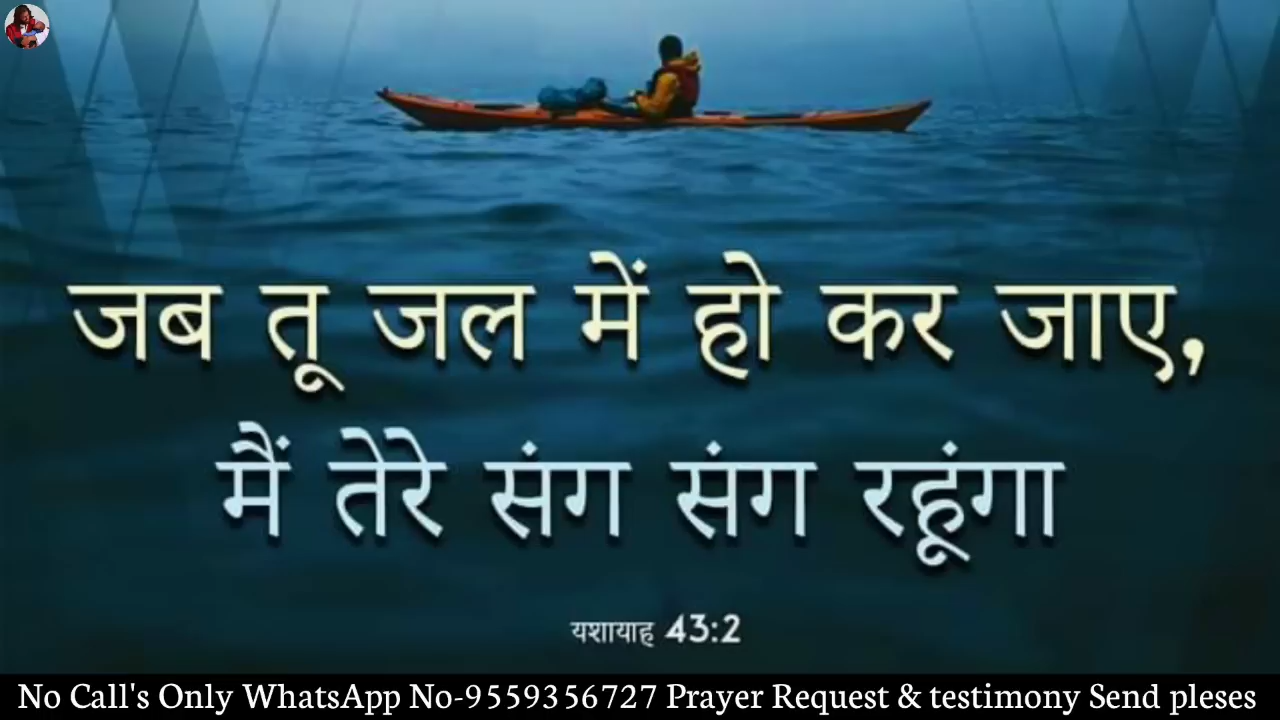 जब तू जल में हो कर जाए,
मैं तेरे संग संग रहूंगा
यशायाह 43:2
No Call's Only WhatsApp No-9559356727 Prayer Request & testimony Send pleses